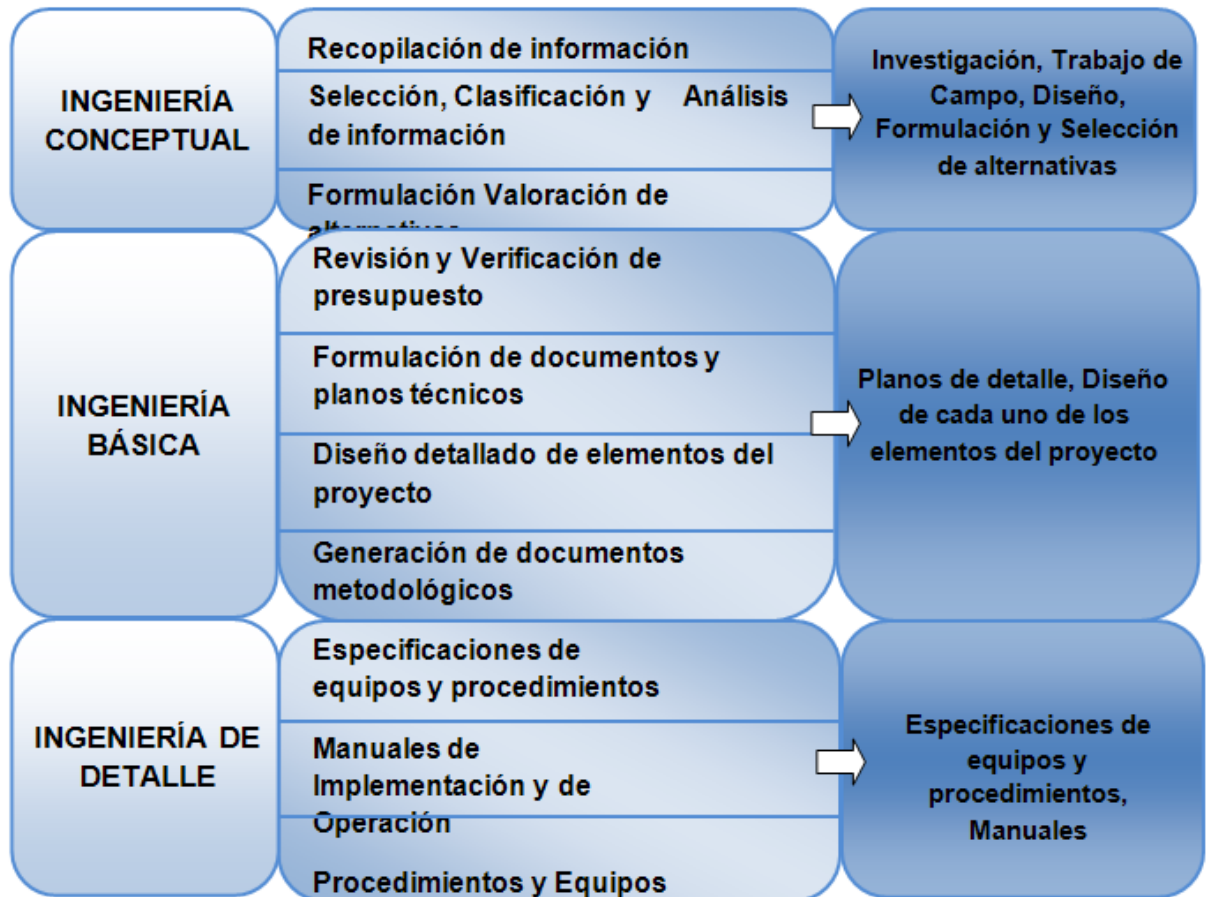 INGENIERÍA
CONCEPTUAL
Recopilación de información
Selección, Clasificación y Análisis
de información
Formulación Valoración de
alternativas
Investigación, Trabajo de
Campo, Diseño,
Formulación y Selección
de alternativas
INGENIERÍA
BÁSICA
Revisión y Verificación de
presupuesto
Formulación de documentos y
planos técnicos
Diseño detallado de elementos del
proyecto
Generación de documentos
metodológicos
Planos de detalle, Diseño
de cada uno de los
elementos del proyecto
INGENIERÍA DE
DETALLE
Especificaciones de
equipos y procedimientos
Manuales de
Implementación y de
Operación
Procedimientos y Equipos
Especificaciones de
equipos y
procedimientos,
Manuales